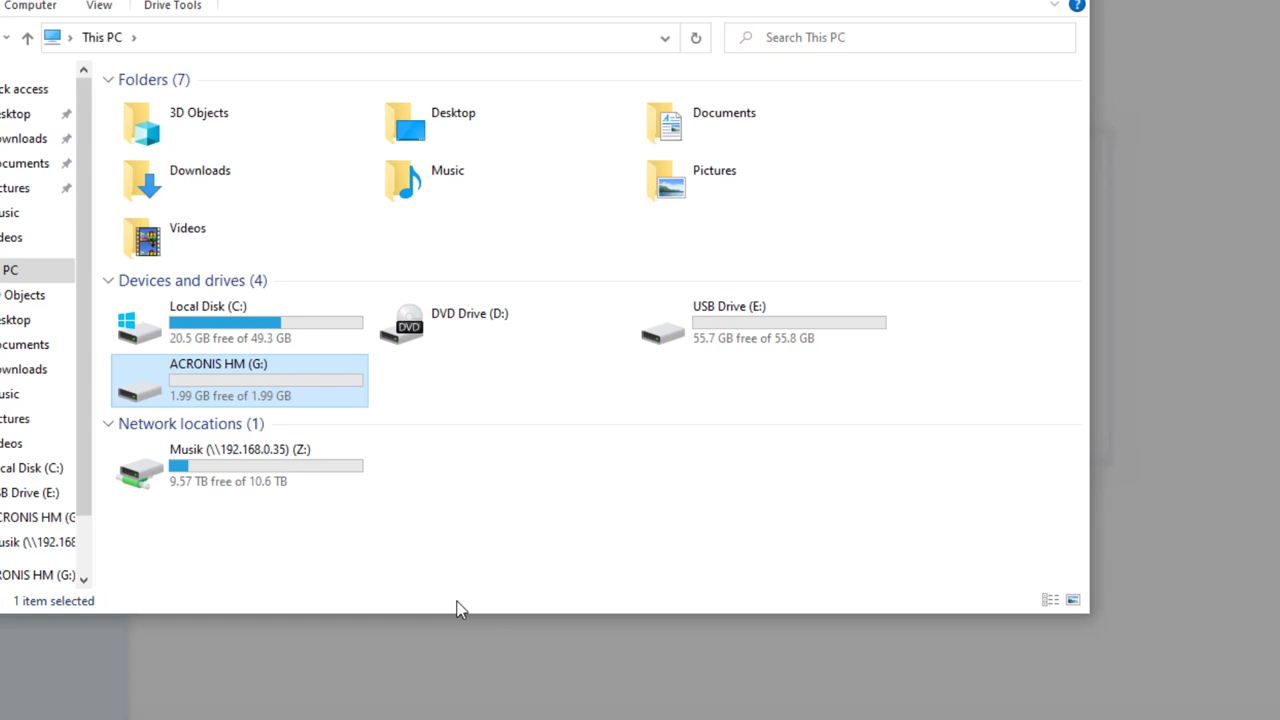 Computer View Drive Tools
This PC Search This PC
ck access
sktop
wnloads
ocuments
ctures
usic
deos
PC
Objects
sktop
ocuments
wnloads
usic
ctures
deos
cal Disk (C:)
B Drive (E:)
CRONIS HM (G
usik (\\192.168
RONIS HM (G:)
Folders (7)
3D Objects Desktop Documents
Downloads Music Pictures
Videos
Devices and drives (4)
Local Disk (C:)
20.5 GB free of 49.3 GB
DVD Drive (D:)
DVD
USB Drive (E:)
55.7 GB free of 55.8 GB
ACRONIS HM (G:)
1.99 GB free of 1.99 GB
Network locations (1)
Musik (\\192.168.0.35) (Z:)
9.57 TB free of 10.6 TB
1 item selected